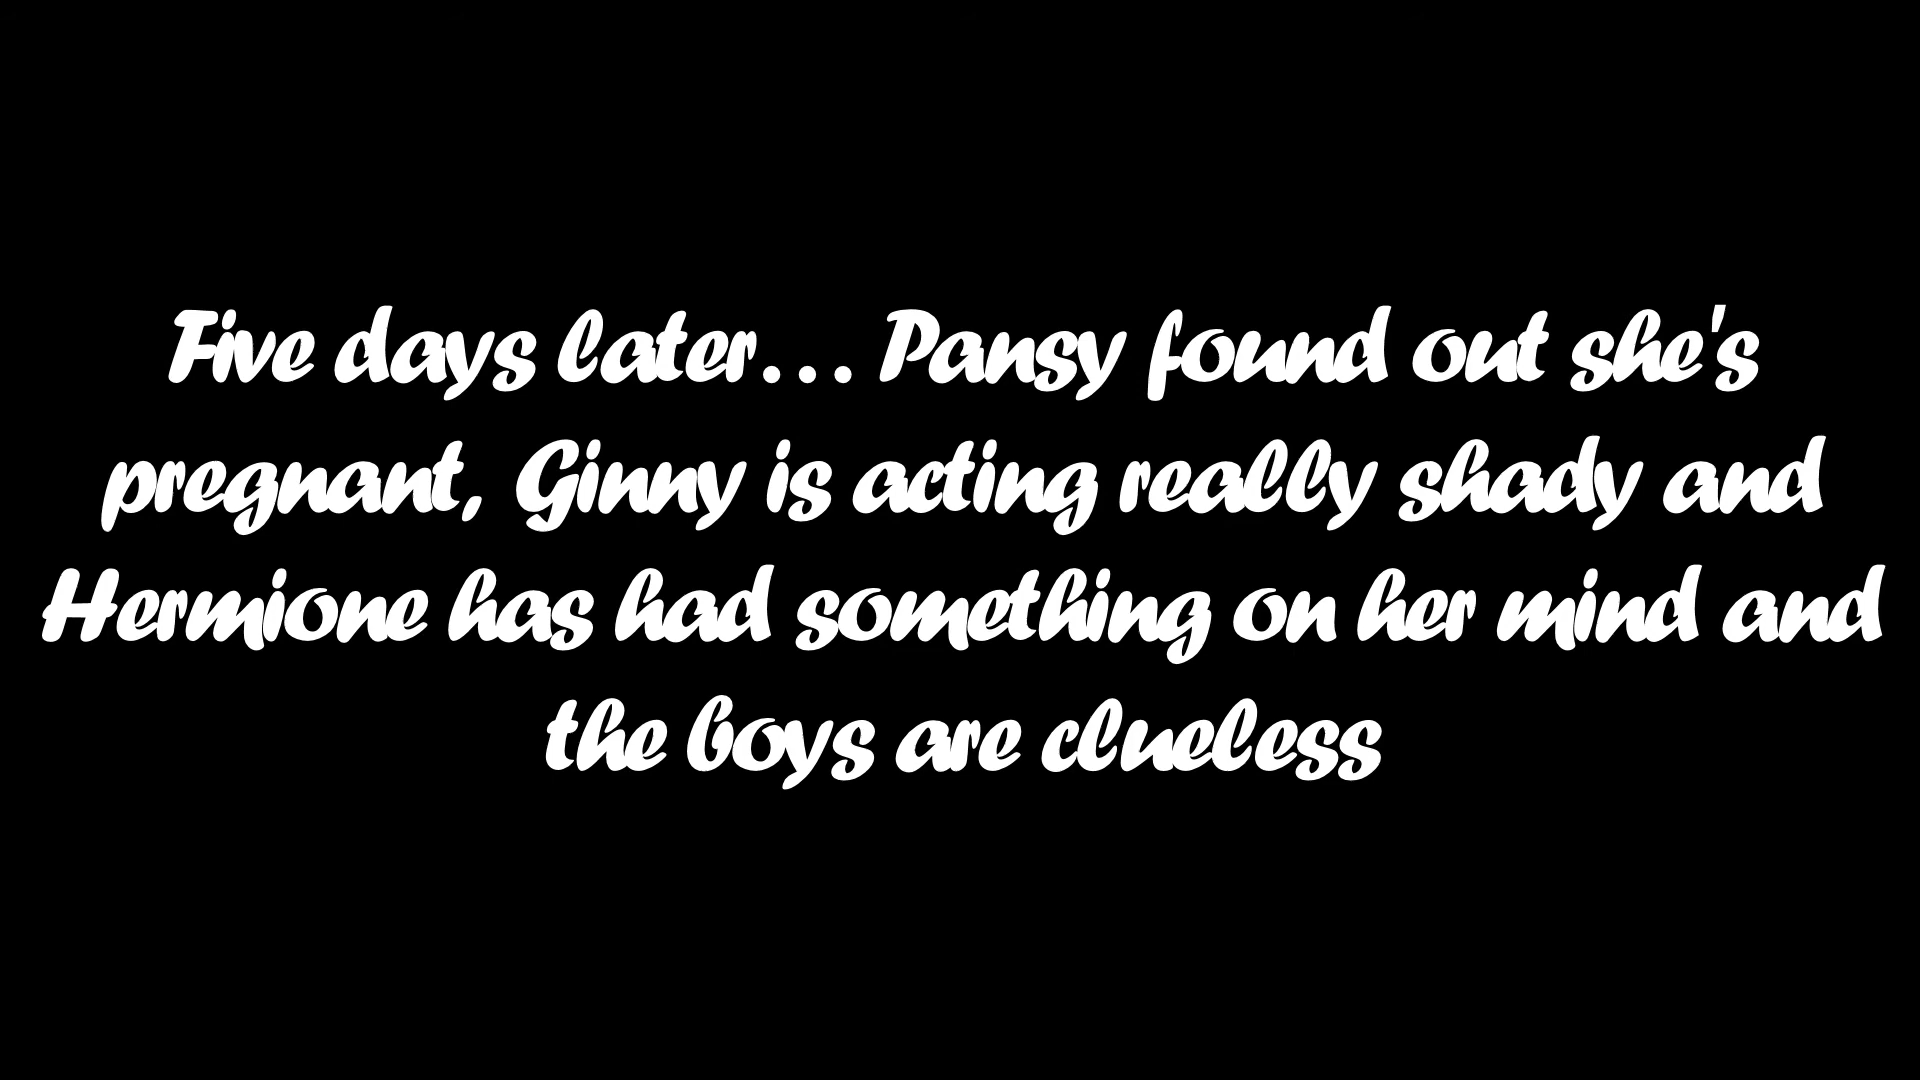 Five days later... Pansy found out she's
pregnant, Ginny is acting really shady and
Hermione has had something on her mind and
the boys are clueless